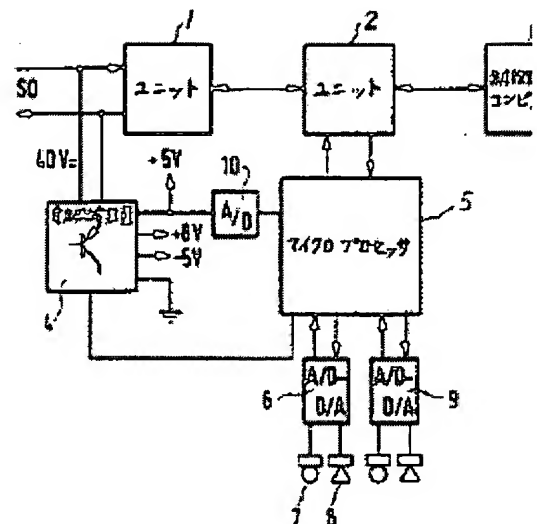 1
2
SO
ユニット
ユニット
コンピ
60V=
+5V
10
A/D
5
+8V
-5V
マイクロプロセッサ
4
6
A/D-
D/A
A/D-
D/A
9
7
8